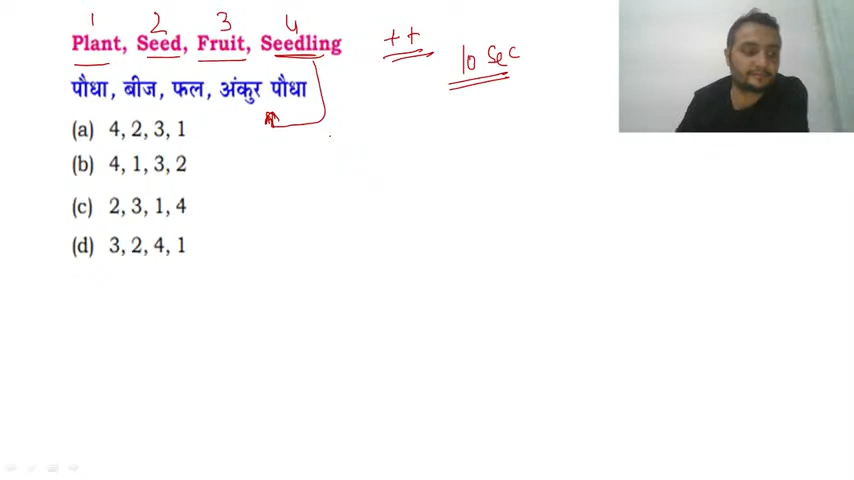 1 2 3 4
Plant, Seed, Fruit, Seedling
++
10 Sec
पौधा, बीज, फल, अंकुर पौधा
(a) 4, 2, 3, 1
(b) 4, 1, 3, 2
(c) 2, 3, 1, 4
(d) 3, 2, 4, 1